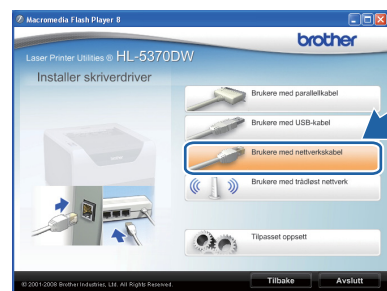 Macromedia Flash Player 8
brother
Laser Printer Utilities ® HL-5370DW
Installer skriverdriver
Brukere med parallellkabel
Brukere med USB-kabel
Brukere med nettverkskabel
Brukere med trådløst nettverk
Tilpasset oppsett
© 2001-2008 Brother Industries, Ltd. All Rights Reserved.
Tilbake
Avslutt